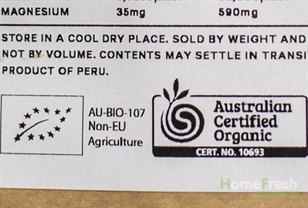 MAGNESIUM 35mg 590mg
STORE IN A COOL DRY PLACE. SOLD BY WEIGHT AND
NOT BY VOLUME. CONTENTS MAY SETTLE IN TRANSI
PRODUCT OF PERU.
AU-BIO-107
Non-EU
Agriculture
Australian
Certified
Organic
CERT. NO. 10693
HomeFresh